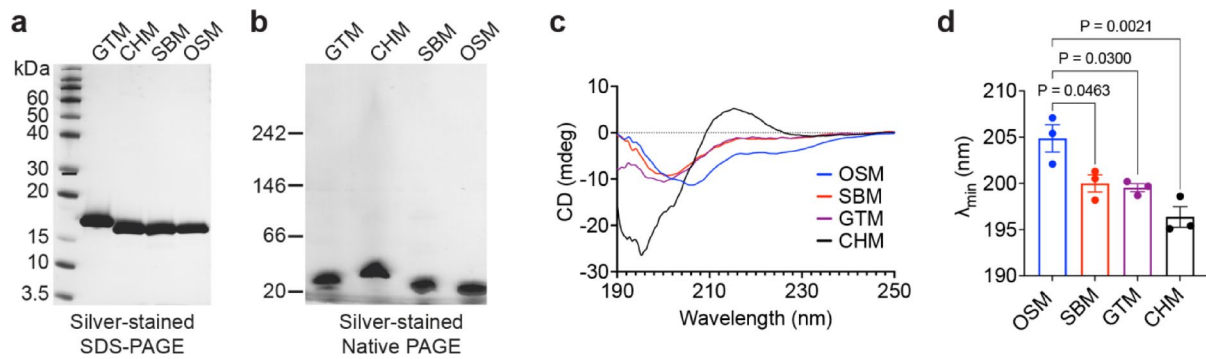 a
GTM CHM SBM OSM
kDa
60
50
40
30
20
15
10
3.5
Silver-stained
SDS-PAGE
b
GTM CHM SBM OSM
242
146
66
20
Silver-stained
Native PAGE
c
10
0
-10
-20
-30
CD (mdeg)
OSM
SBM
GTM
CHM
190 210 230 250
Wavelength (nm)
d
P = 0.0021
P = 0.0300
P = 0.0463
210
205
200
195
190
λmin (nm)
OSM SBM GTM CHM